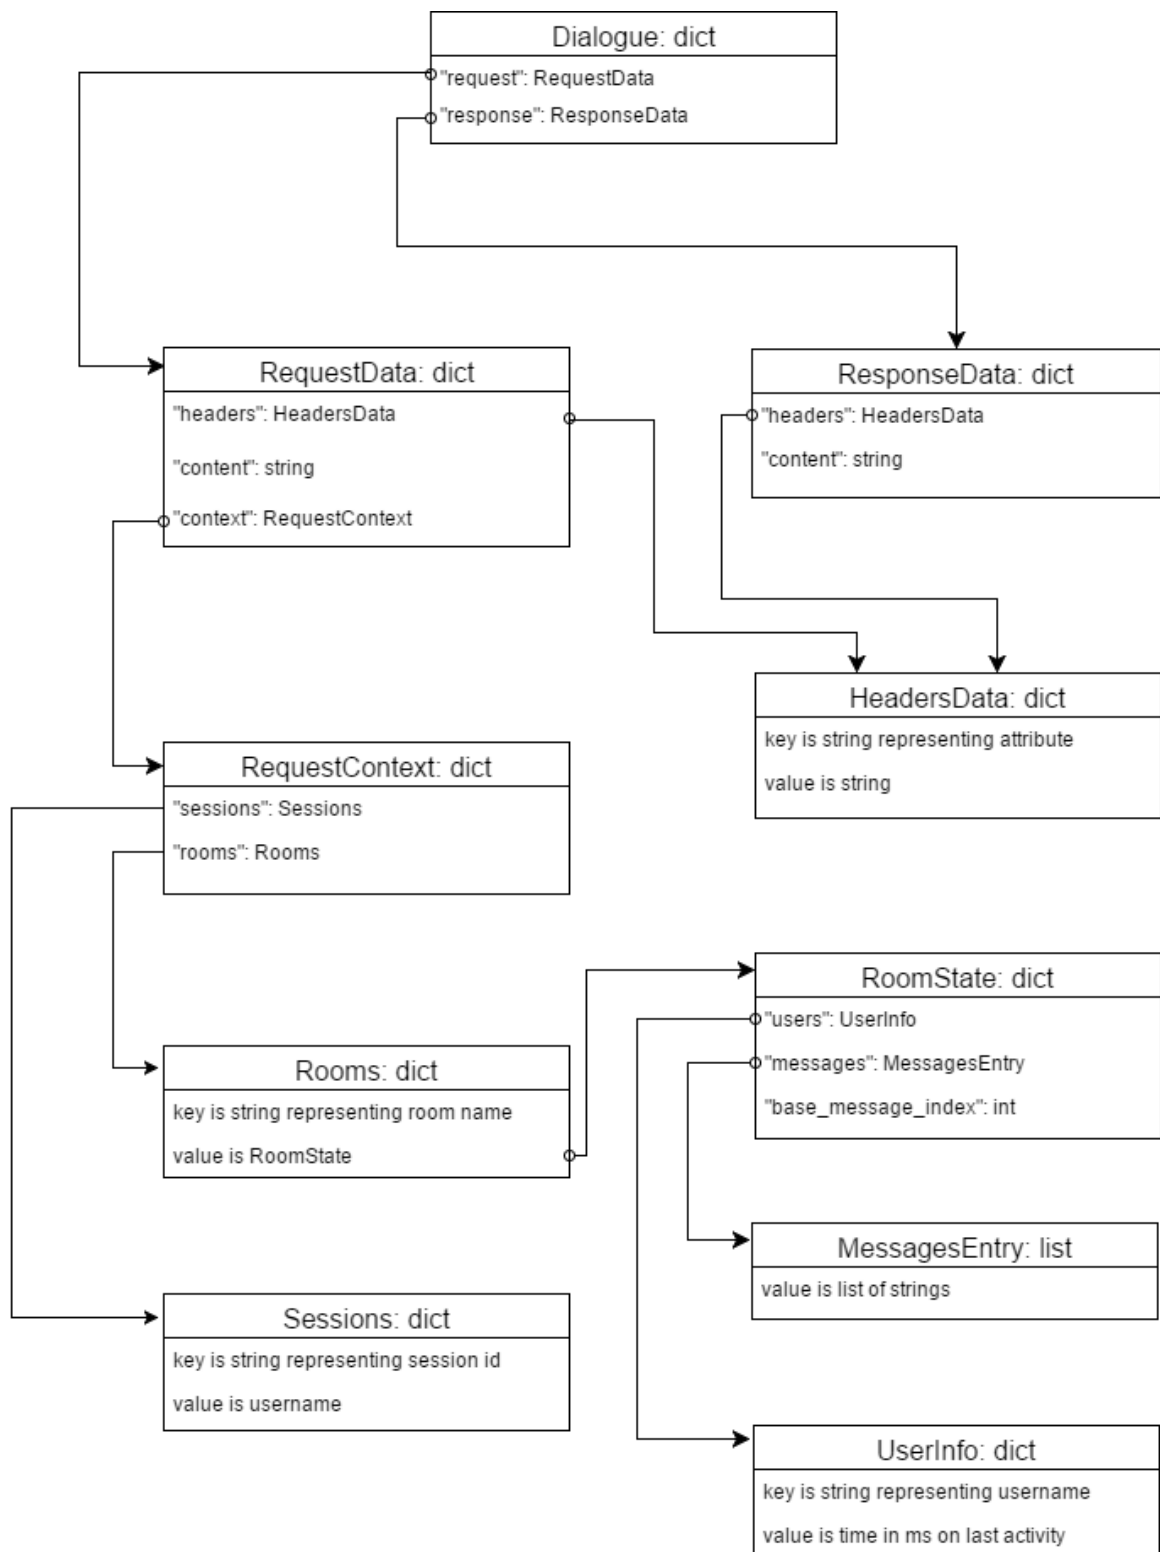 Dialogue: dict
"request": RequestData
"response": ResponseData
RequestData: dict
"headers": HeadersData
"content": string
"context": RequestContext
ResponseData: dict
"headers": HeadersData
"content": string
HeadersData: dict
key is string representing attribute
value is string
RequestContext: dict
"sessions": Sessions
"rooms": Rooms
RoomState: dict
"users": UserInfo
"messages": MessagesEntry
"base_message_index": int
Rooms: dict
key is string representing room name
value is RoomState
MessagesEntry: list
value is list of strings
Sessions: dict
key is string representing session id
value is username
UserInfo: dict
key is string representing username
value is time in ms on last activity